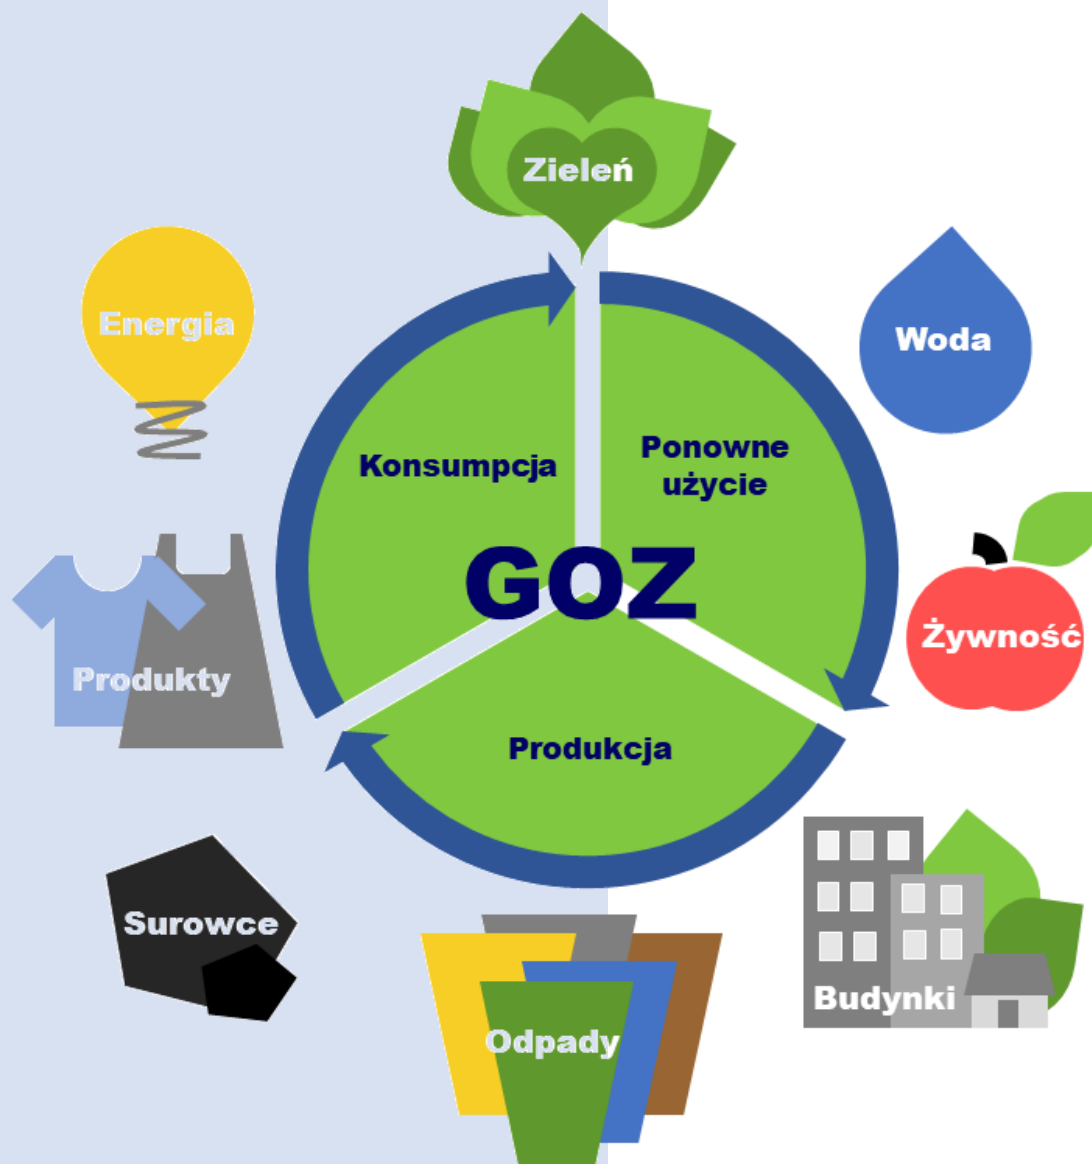 Zieleń
Energia
Woda
Konsumpcja
Ponowne
użycie
GOZ
Żywność
Produkty
Produkcja
Surowce
Budynki
Odpady